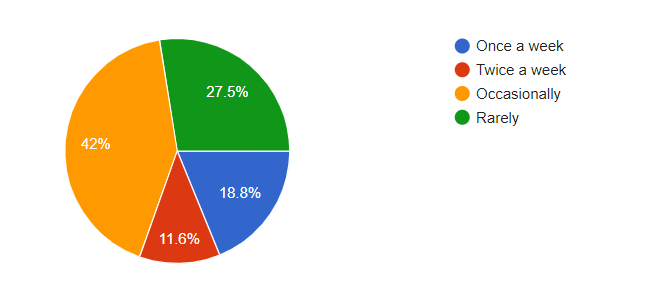 Once a week
Twice a week
Occasionally
Rarely
27.5%
42%
18.8%
11.6%